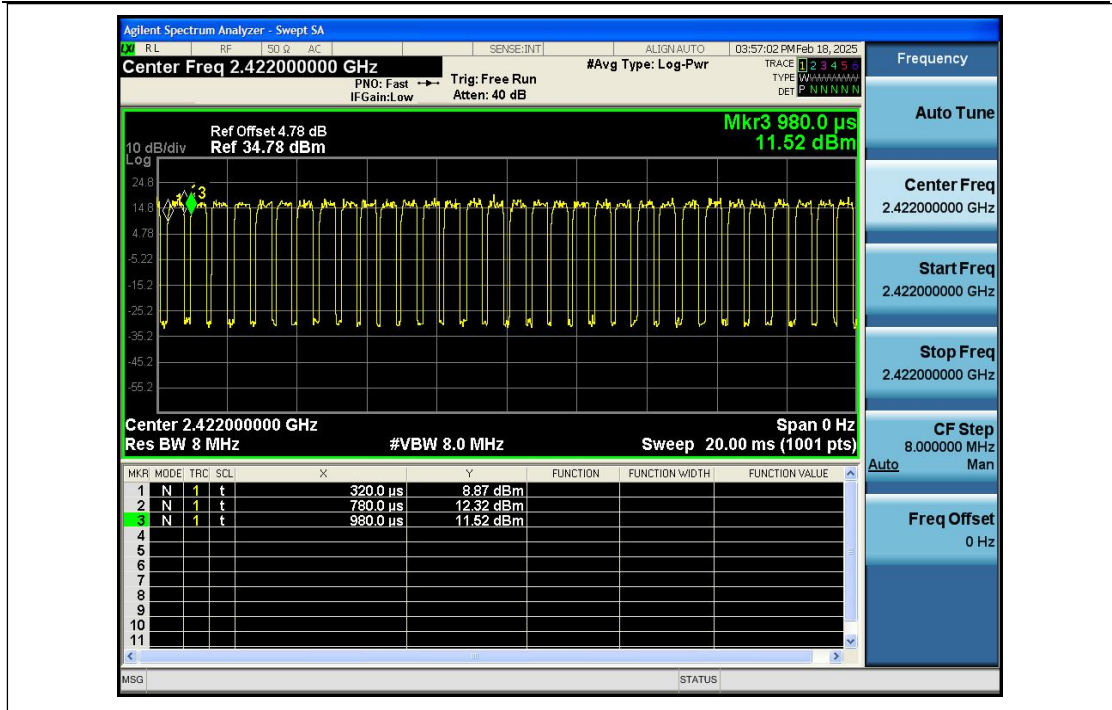 Agilent Spectrum Analyzer - Swept SA
LXI RL RF 50 Ω AC SENSE:INT ALIGN AUTO 03:57:02 PM Feb 18, 2025
Center Freq 2.422000000 GHz #Avg Type: Log-Pwr TRACE 1 2 3 4 5 6
PNO: Fast Trig: Free Run TYPE
IFGain:Low Atten: 40 dB DET P N N N N N
Mkr3 980.0 µs
Ref Offset 4.78 dB
10 dB/div Ref 34.78 dBm 11.52 dBm
Log
24.8
14.8
4.78
-5.22
-15.2
-25.2
-35.2
-45.2
-55.2
1 3
Center 2.422000000 GHz Span 0 Hz
Res BW 8 MHz #VBW 8.0 MHz Sweep 20.00 ms (1001 pts)
MKR MODE TRC SCL X Y FUNCTION FUNCTION WIDTH FUNCTION VALUE
1 N 1 t 320.0 µs 8.87 dBm
2 N 1 t 780.0 µs 12.32 dBm
3 N 1 t 980.0 µs 11.52 dBm
4
5
6
7
8
9
10
11
MSG STATUS
Frequency
Auto Tune
Center Freq
2.422000000 GHz
Start Freq
2.422000000 GHz
Stop Freq
2.422000000 GHz
CF Step
8.000000 MHz
Auto Man
Freq Offset
0 Hz